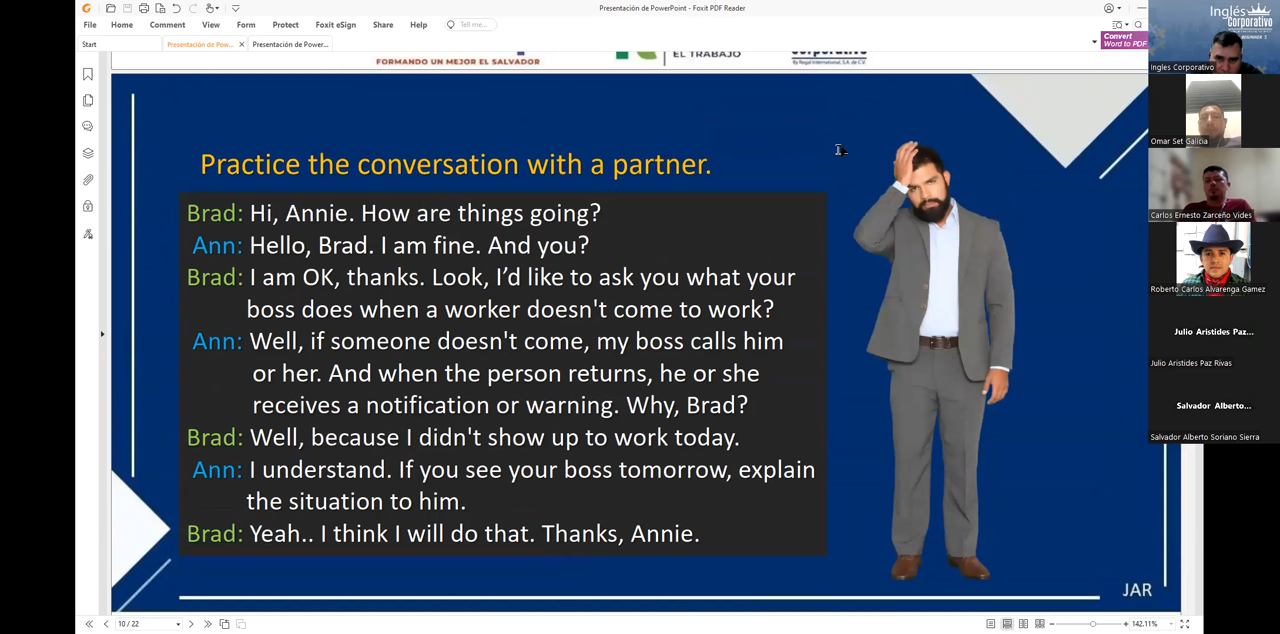 Presentación de PowerPoint - Foxit PDF Reader
File Home Comment View Form Protect Foxit eSign Share Help Tell me...
Start Presentación de Pow... Presentación de Power...
Convert
Word to PDF
FORMANDO UN MEJOR EL SALVADOR
EL TRABAJO
Corporativo
By Regal International, S.A. de C.V.
Practice the conversation with a partner.
Brad: Hi, Annie. How are things going?
Ann: Hello, Brad. I am fine. And you?
Brad: I am OK, thanks. Look, I’d like to ask you what your
boss does when a worker doesn't come to work?
Ann: Well, if someone doesn't come, my boss calls him
or her. And when the person returns, he or she
receives a notification or warning. Why, Brad?
Brad: Well, because I didn't show up to work today.
Ann: I understand. If you see your boss tomorrow, explain
the situation to him.
Brad: Yeah.. I think I will do that. Thanks, Annie.
JAR
10 / 22
142.11%
Inglés
Corporativo
BEGINNER 3
Ingles Corporativo
Omar Set Galicia
Carlos Ernesto Zarceño Vides
Roberto Carlos Alvarenga Gamez
Julio Aristides Paz...
Julio Aristides Paz Rivas
Salvador Alberto...
Salvador Alberto Soriano Sierra